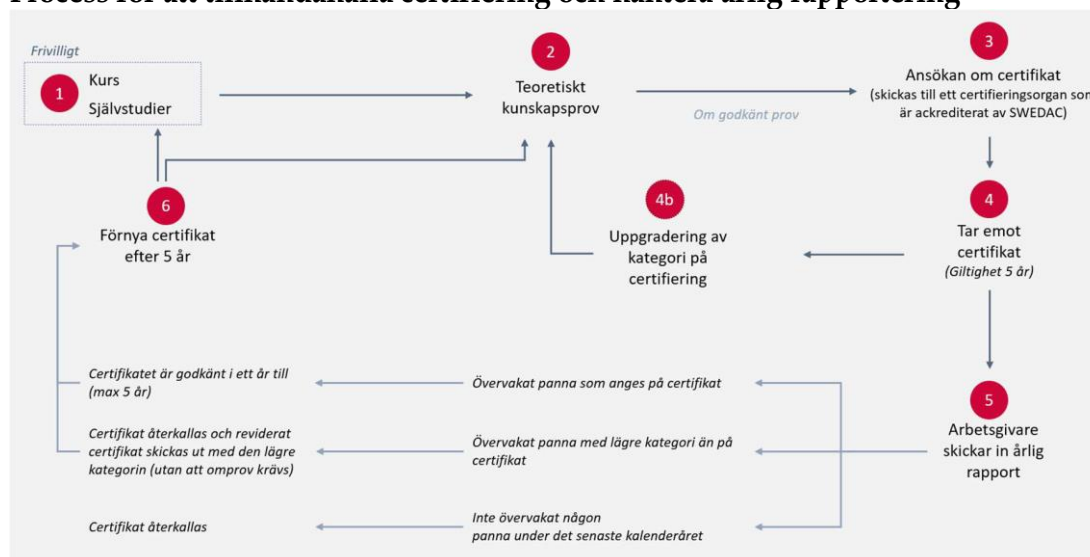 Process för att tillhandahålla certifiering och hantera årlig rapportering
Frivilligt
1
Kurs
Självstudier
2
Teoretiskt
kunskapsprov
Om godkänt prov
3
Ansökan om certifikat
(skickas till ett certifieringsorgan som
är ackrediterat av SWEDAC)
6
Förnya certifikat
efter 5 år
4b
Uppgradering av
kategori på
certifiering
4
Tar emot
certifikat
(Giltighet 5 år)
Certifikatet är godkänt i ett år till
(max 5 år)
Övervakat panna som anges på certifikat
5
Arbetsgivare
skickar in årlig
rapport
Certifikat återkallas och reviderat
certifikat skickas ut med den lägre
kategorin (utan att omprov krävs)
Övervakat panna med lägre kategori än på
certifikat
Certifikat återkallas
Inte övervakat någon
panna under det senaste kalenderåret